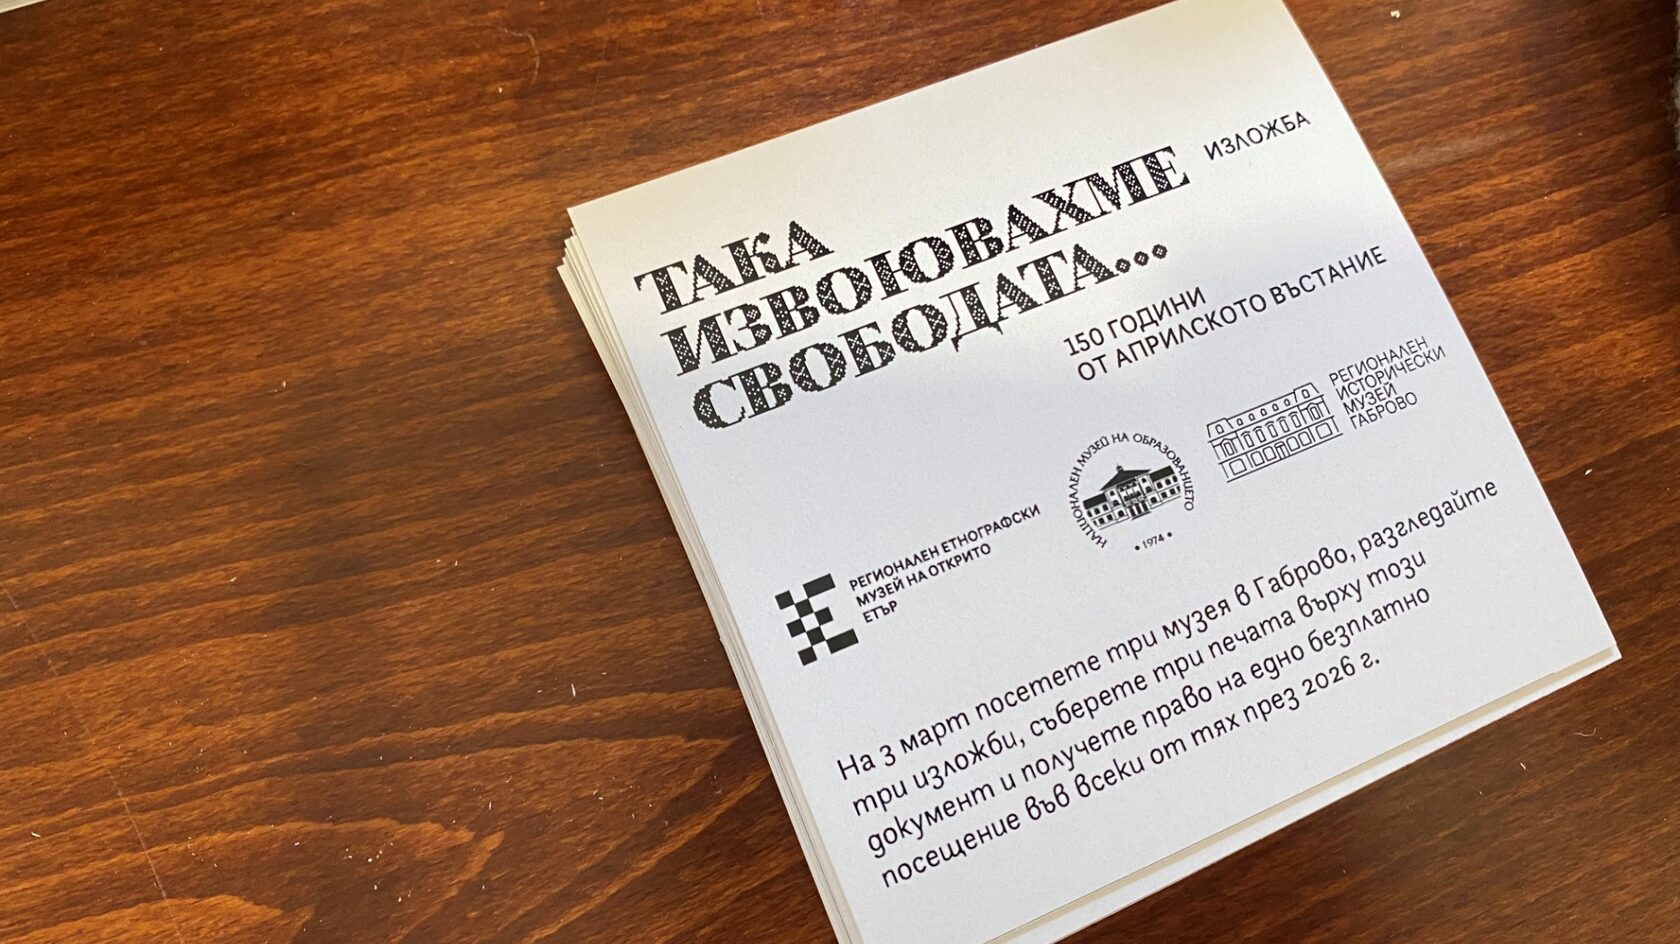 ТАКА
ИЗВОЮВАХМЕ
СВОБОДАТА...
ИЗЛОЖБА
150 ГОДИНИ
ОТ АПРИЛСКОТО ВЪСТАНИЕ
РЕГИОНАЛЕН ЕТНОГРАФСКИ
МУЗЕЙ НА ОТКРИТО
ЕТЪР
НАЦИОНАЛЕН МУЗЕЙ НА ОБРАЗОВАНИЕТО
• 1974 •
РЕГИОНАЛЕН
ИСТОРИЧЕСКИ
МУЗЕЙ
ГАБРОВО
На 3 март посетете три музея в Габрово, разгледайте
три изложби, съберете три печата върху този
документ и получете право на едно безплатно
посещение във всеки от тях през 2026 г.